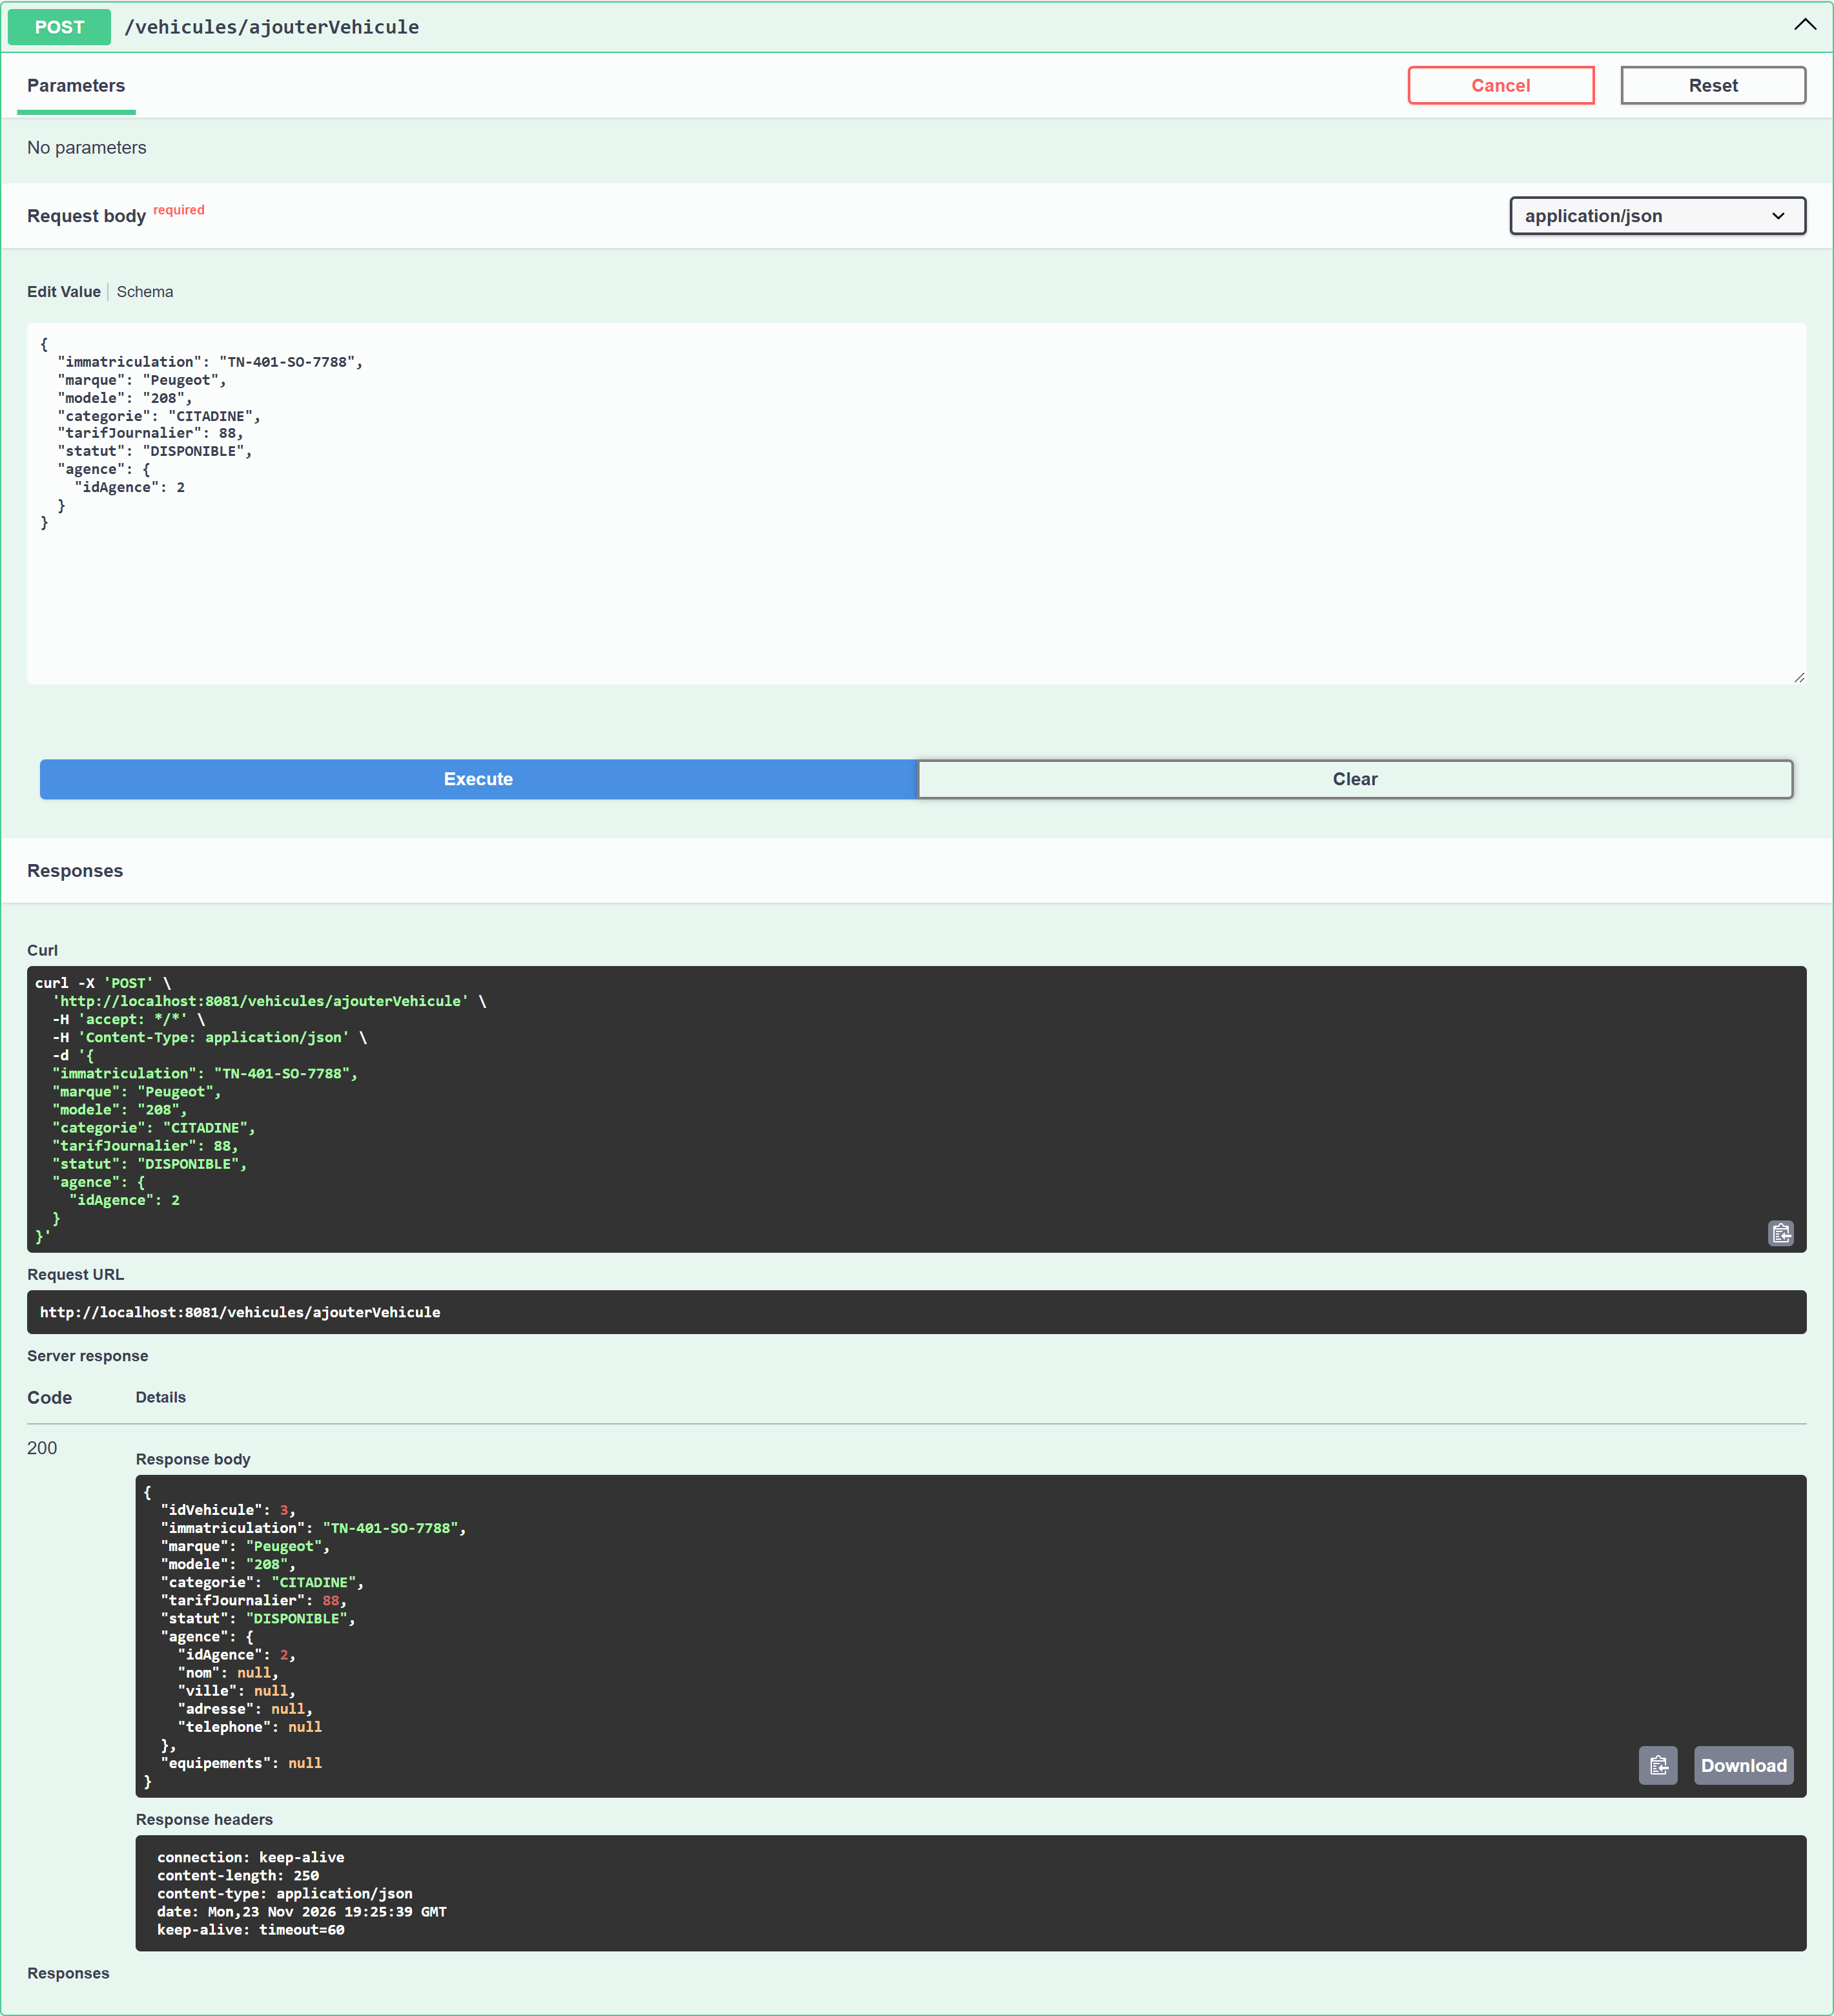 POST /vehicules/ajouterVehicule
Parameters
Cancel
Reset
No parameters
Request body required
application/json
Edit Value
Schema
{
  "immatriculation": "TN-401-SO-7788",
  "marque": "Peugeot",
  "modele": "208",
  "categorie": "CITADINE",
  "tarifJournalier": 88,
  "statut": "DISPONIBLE",
  "agence": {
    "idAgence": 2
  }
}
Execute
Clear
Responses
Curl
curl -X 'POST' \
  'http://localhost:8081/vehicules/ajouterVehicule' \
  -H 'accept: */*' \
  -H 'Content-Type: application/json' \
  -d '{
  "immatriculation": "TN-401-SO-7788",
  "marque": "Peugeot",
  "modele": "208",
  "categorie": "CITADINE",
  "tarifJournalier": 88,
  "statut": "DISPONIBLE",
  "agence": {
    "idAgence": 2
  }
}'
Request URL
http://localhost:8081/vehicules/ajouterVehicule
Server response
Code
Details
200
Response body
{
  "idVehicule": 3,
  "immatriculation": "TN-401-SO-7788",
  "marque": "Peugeot",
  "modele": "208",
  "categorie": "CITADINE",
  "tarifJournalier": 88,
  "statut": "DISPONIBLE",
  "agence": {
    "idAgence": 2,
    "nom": null,
    "ville": null,
    "adresse": null,
    "telephone": null
  },
  "equipements": null
}
Download
Response headers
connection: keep-alive
content-length: 250
content-type: application/json
date: Mon,23 Nov 2026 19:25:39 GMT
keep-alive: timeout=60
Responses